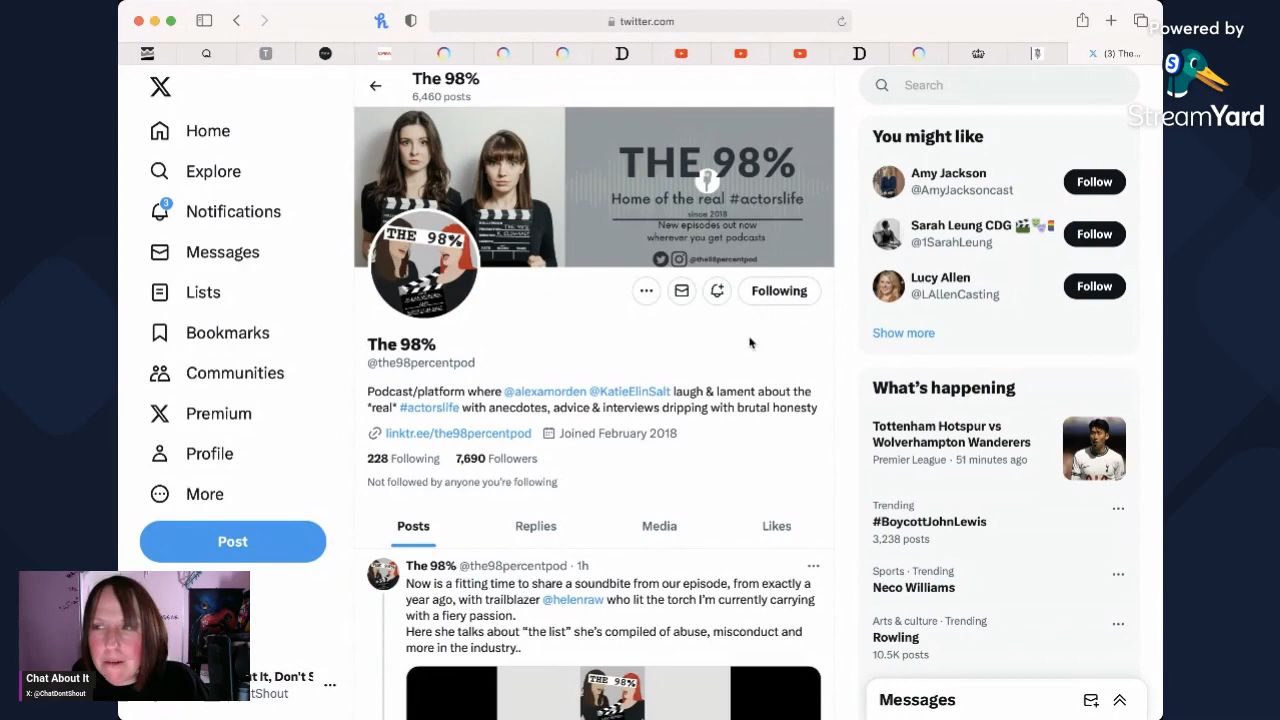 twitter.com
(3) The...
Powered by
StreamYard
Home
Explore
Notifications
3
Messages
Lists
Bookmarks
Communities
Premium
Profile
More
Post
The 98%
6,460 posts
THE 98%
Home of the real #actorslife
since 2018
New episodes out now
wherever you get podcasts
@the98percentpod
THE 98%
Following
The 98%
@the98percentpod
Podcast/platform where @alexamorden @KatieElinSalt laugh & lament about the
*real* #actorslife with anecdotes, advice & interviews dripping with brutal honesty
linktr.ee/the98percentpod Joined February 2018
228 Following 7,690 Followers
Not followed by anyone you're following
Posts Replies Media Likes
The 98% @the98percentpod · 1h
Now is a fitting time to share a soundbite from our episode, from exactly a
year ago, with trailblazer @helenraw who lit the torch I'm currently carrying
with a fiery passion.
Here she talks about "the list" she's compiled of abuse, misconduct and
more in the industry..
THE 98%
Search
You might like
Amy Jackson
@AmyJacksoncast
Follow
Sarah Leung CDG
@1SarahLeung
Follow
Lucy Allen
@LAllenCasting
Follow
Show more
What's happening
Tottenham Hotspur vs
Wolverhampton Wanderers
Premier League · 51 minutes ago
Trending
#BoycottJohnLewis
3,238 posts
Sports · Trending
Neco Williams
Arts & culture · Trending
Rowling
10.5K posts
Messages
Chat About It
X: @ChatDontShout
t It, Don't S
tShout